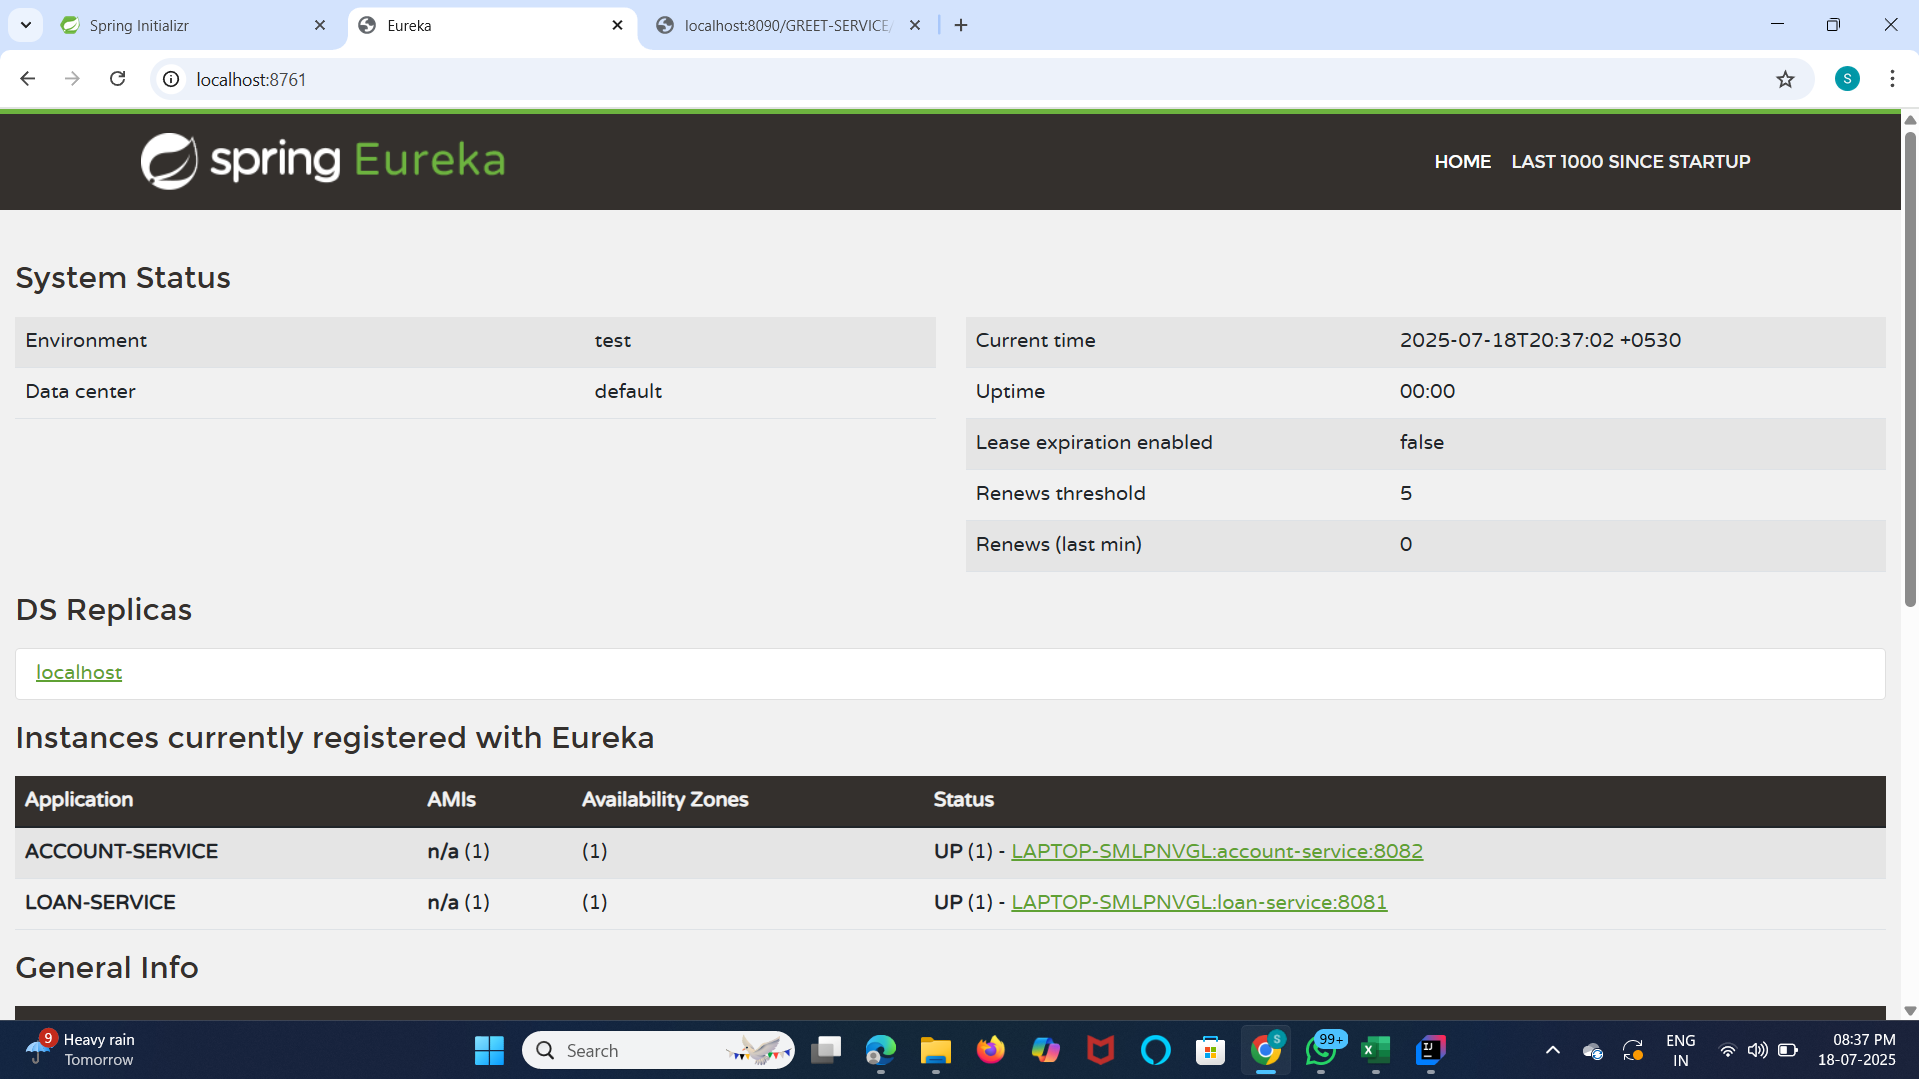 Spring Initializr
Eureka
localhost:8090/GREET-SERVICE/
localhost:8761
S
spring Eureka
HOME LAST 1000 SINCE STARTUP
System Status
Environment test
Data center default
Current time 2025-07-18T20:37:02 +0530
Uptime 00:00
Lease expiration enabled false
Renews threshold 5
Renews (last min) 0
DS Replicas
localhost
Instances currently registered with Eureka
Application AMIs Availability Zones Status
ACCOUNT-SERVICE n/a (1) (1) UP (1) - LAPTOP-SMLPNVGL:account-service:8082
LOAN-SERVICE n/a (1) (1) UP (1) - LAPTOP-SMLPNVGL:loan-service:8081
General Info
9
Heavy rain
Tomorrow
Search
S
99+
X
IJ
ENG
IN
08:37 PM
18-07-2025